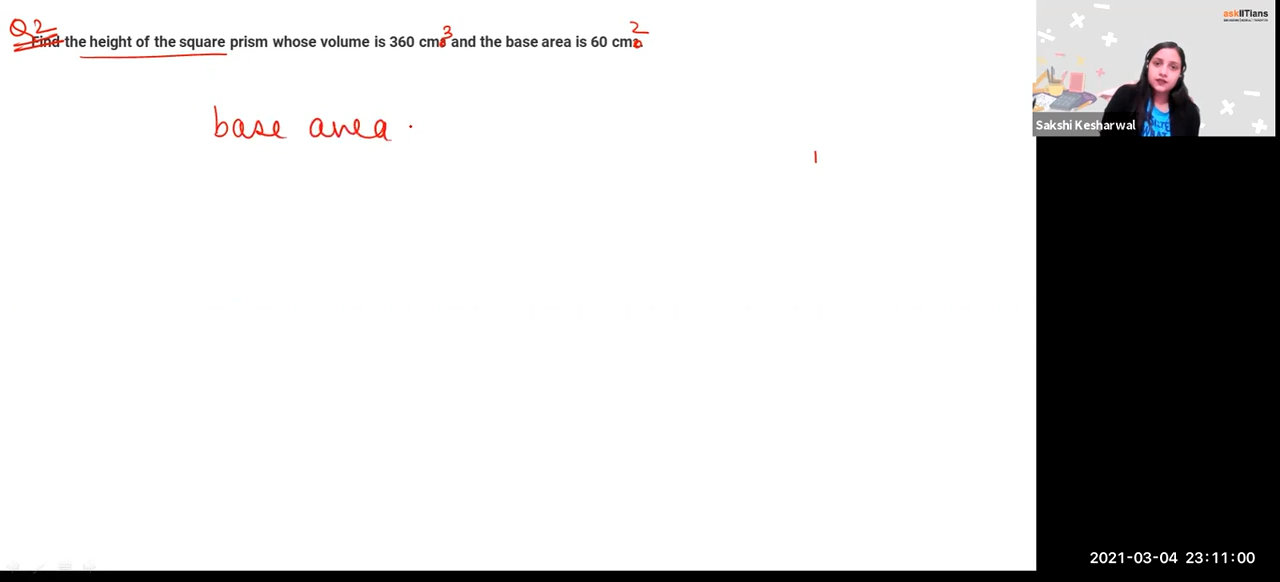 Q2
Find the height of the square prism whose volume is 360 cm3 and the base area is 60 cm2
base area .
askIITians
Sakshi Kesharwal
2021-03-04 23:11:00